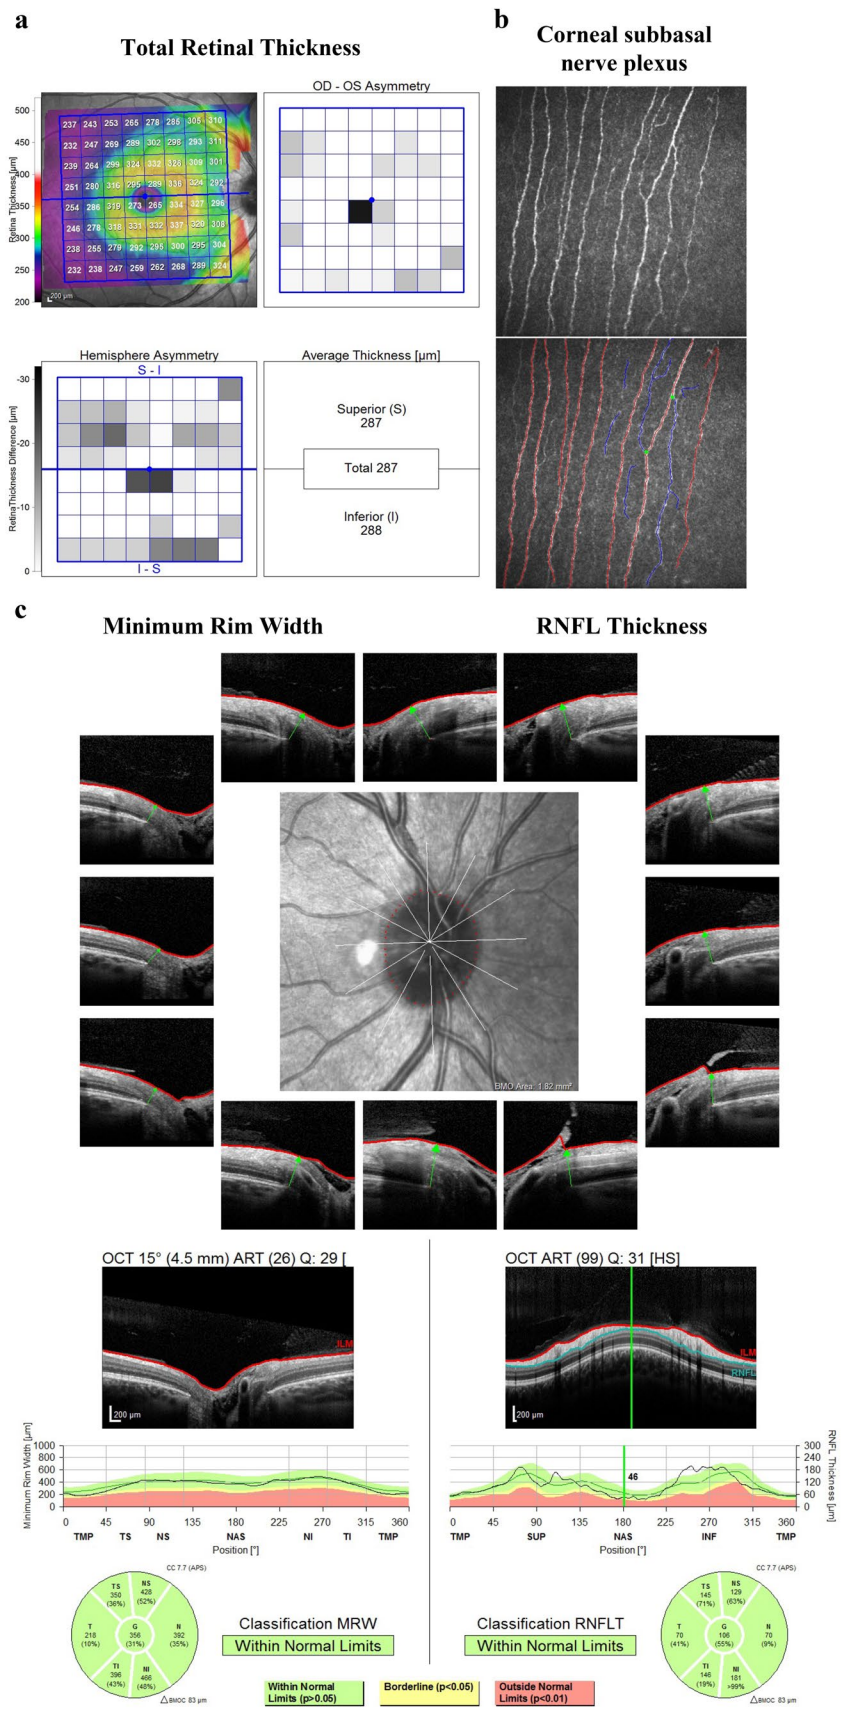 a
Total Retinal Thickness
b
Corneal subbasal
nerve plexus
OD - OS Asymmetry
Retina Thickness [µm]
500
450
400
350
300
250
200
237 243 253 265 278 285 305 310
232 247 269 289 302 298 293 311
239 264 299 324 332 326 309 301
251 280 316 295 289 336 324 292
254 286 319 273 265 334 327 296
246 278 318 331 332 337 320 306
238 255 279 292 295 300 295 304
232 238 247 259 262 268 289 324
200 µm
Hemisphere Asymmetry
S - I
I - S
RetinaThickness Difference [µm]
-30
-20
-10
0
Average Thickness [µm]
Superior (S)
287
Total 287
Inferior (I)
288
c
Minimum Rim Width
RNFL Thickness
BMO Area: 1.82 mm²
OCT 15° (4.5 mm) ART (26) Q: 29 [
ILM
200 µm
OCT ART (99) Q: 31 [HS]
ILM
RNFL
200 µm
Minimum Rim Width [µm]
1000
800
600
400
200
0
0 45 90 135 180 225 270 315 360
TMP TS NS NAS NI TI TMP
Position [°]
RNFL Thickness [µm]
300
240
180
120
60
0
46
0 45 90 135 180 225 270 315 360
TMP SUP NAS INF TMP
Position [°]
CC 7.7 (APS)
TS
350
(36%)
NS
428
(52%)
T
218
(10%)
G
356
(31%)
N
392
(35%)
TI
396
(43%)
NI
466
(48%)
BMOC 83 µm
Classification MRW
Within Normal Limits
Classification RNFLT
Within Normal Limits
CC 7.7 (APS)
TS
145
(71%)
NS
129
(63%)
T
70
(41%)
G
106
(55%)
N
70
(9%)
TI
146
(19%)
NI
181
>99%
BMOC 83 µm
Within Normal
Limits (p>0.05)
Borderline (p<0.05)
Outside Normal
Limits (p<0.01)